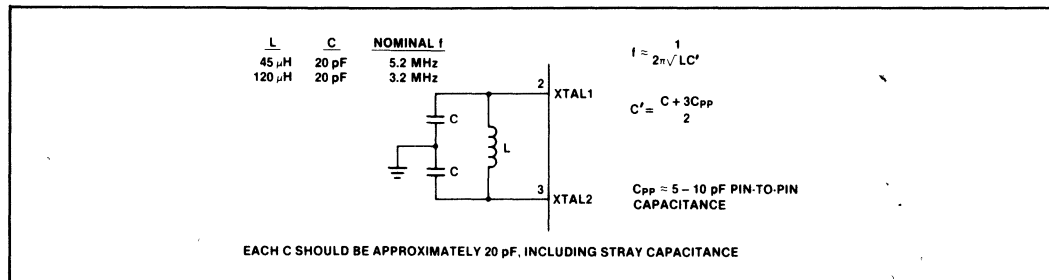 L C NOMINAL f
45 µH 20 pF 5.2 MHz
120 µH 20 pF 3.2 MHz
f ≈ 1 / 2π√LC'
C' = C + 3Cpp / 2
2 XTAL1
C
L
C
3 XTAL2
Cpp ≈ 5 – 10 pF PIN-TO-PIN
CAPACITANCE
EACH C SHOULD BE APPROXIMATELY 20 pF, INCLUDING STRAY CAPACITANCE